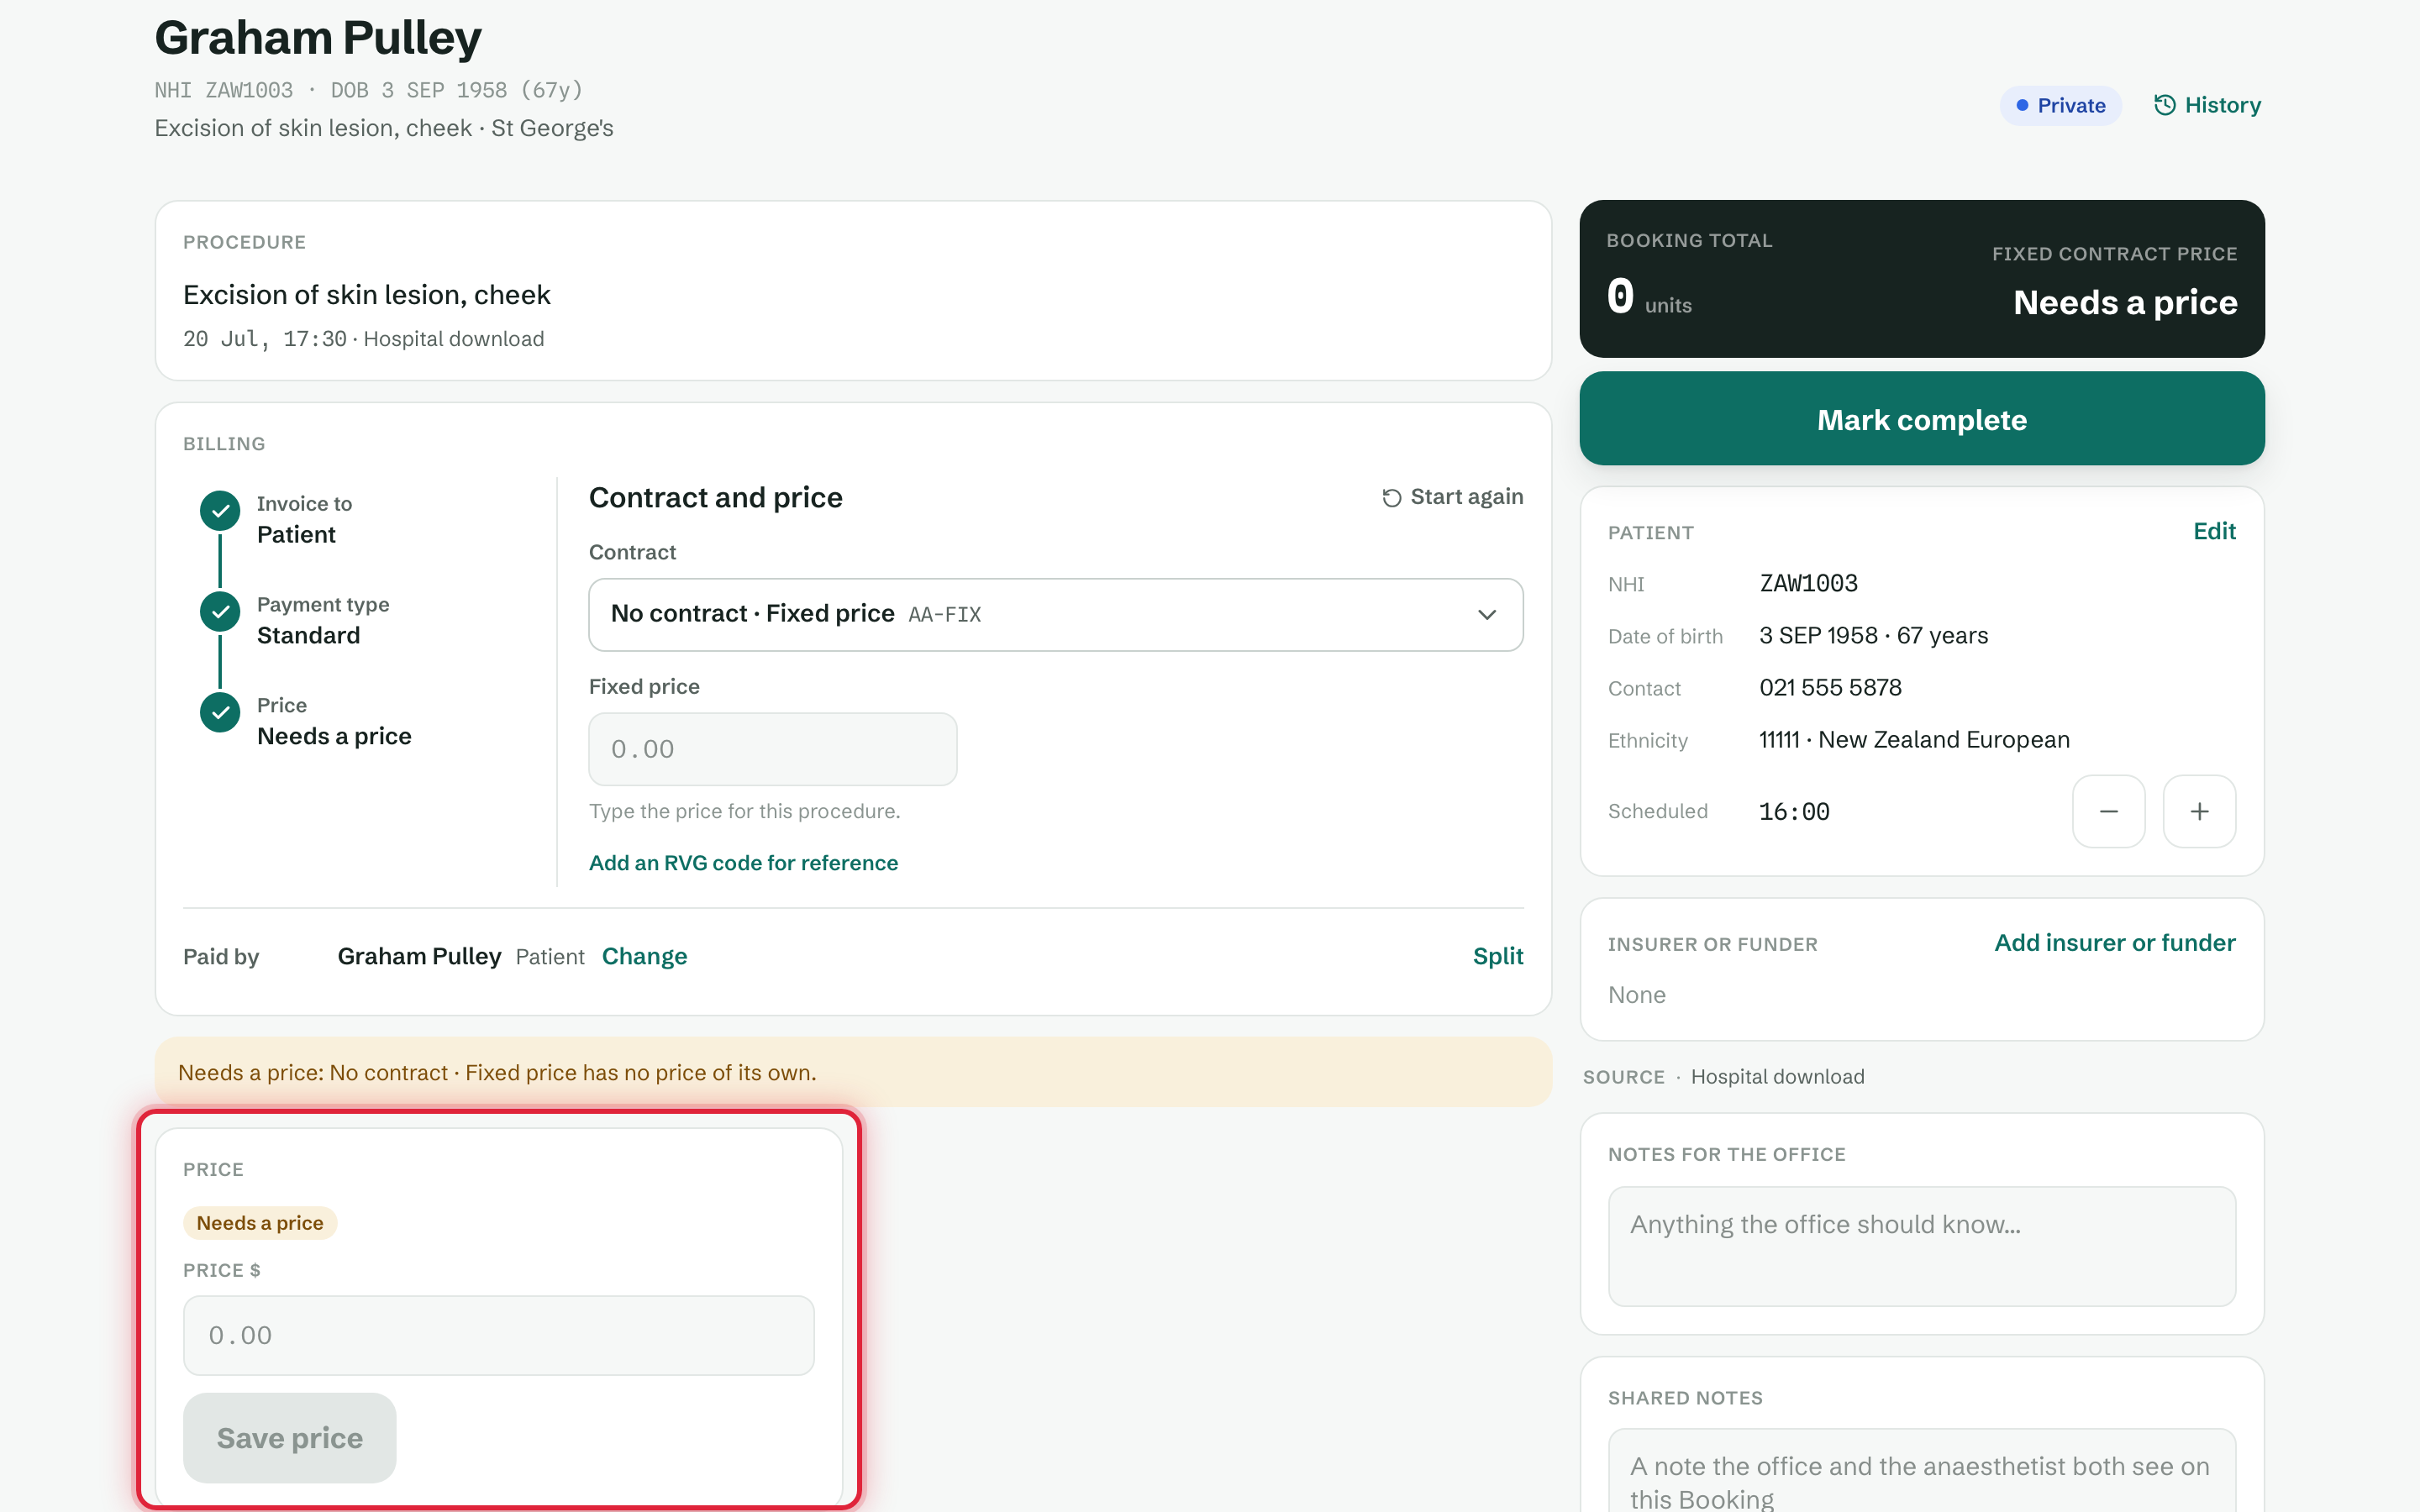 Graham Pulley
NHI ZAW1003 · DOB 3 SEP 1958 (67y)
Excision of skin lesion, cheek · St George's
Private
History
PROCEDURE
Excision of skin lesion, cheek
20 Jul, 17:30 · Hospital download
BILLING
Invoice to
Patient
Payment type
Standard
Price
Needs a price
Contract and price
Start again
Contract
No contract · Fixed price AA-FIX
Fixed price
0.00
Type the price for this procedure.
Add an RVG code for reference
Paid by Graham Pulley Patient Change Split
Needs a price: No contract · Fixed price has no price of its own.
PRICE
Needs a price
PRICE $
0.00
Save price
BOOKING TOTAL
0 units
FIXED CONTRACT PRICE
Needs a price
Mark complete
PATIENT Edit
NHI ZAW1003
Date of birth 3 SEP 1958 · 67 years
Contact 021 555 5878
Ethnicity 11111 · New Zealand European
Scheduled 16:00 − +
INSURER OR FUNDER Add insurer or funder
None
SOURCE · Hospital download
NOTES FOR THE OFFICE
Anything the office should know...
SHARED NOTES
A note the office and the anaesthetist both see on
this Booking